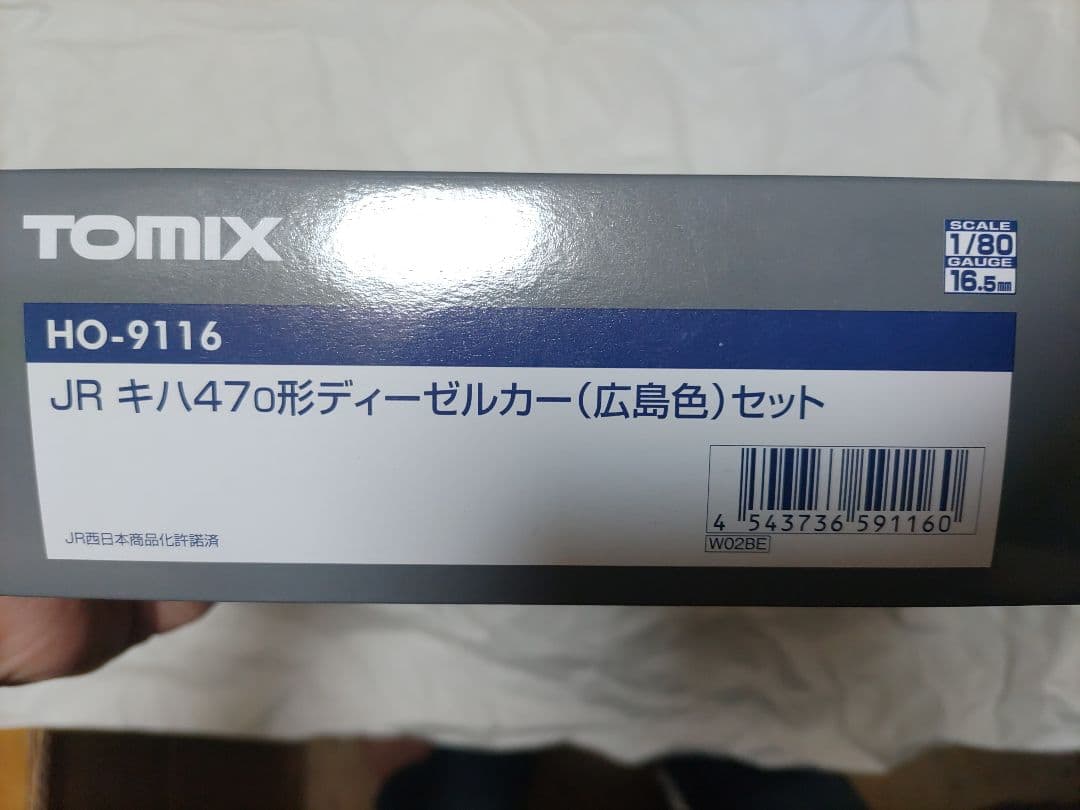 TOMIX
SCALE
1/80
GAUGE
16.5mm
HO-9116
JR キハ47 0形ディーゼルカー(広島色)セット
4 543736 591160
W02BE
JR西日本商品化許諾済